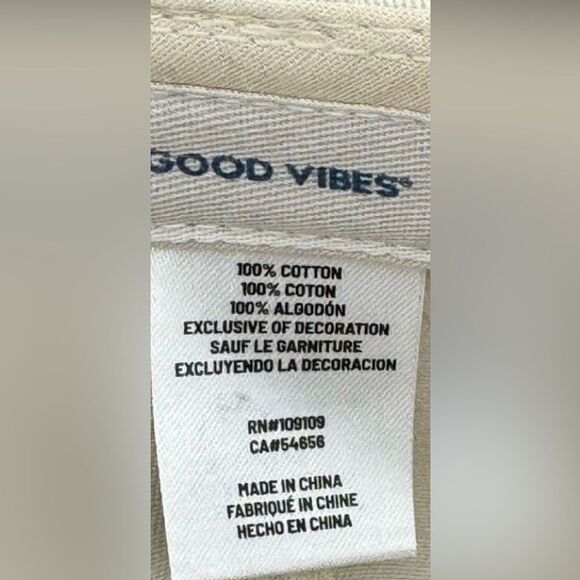 GOOD VIBES®
100% COTTON
100% COTON
100% ALGODÓN
EXCLUSIVE OF DECORATION
SAUF LE GARNITURE
EXCLUYENDO LA DECORACION
RN#109109
CA#54656
MADE IN CHINA
FABRIQUÉ IN CHINE
HECHO EN CHINA